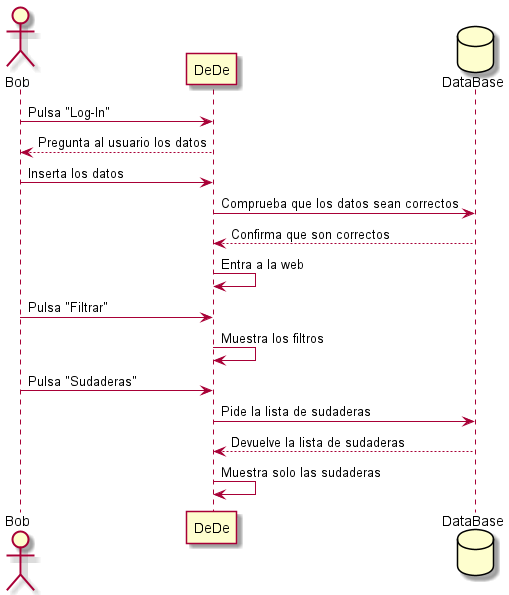 Bob
DeDe
DataBase
Pulsa "Log-In"
Pregunta al usuario los datos
Inserta los datos
Comprueba que los datos sean correctos
Confirma que son correctos
Entra a la web
Pulsa "Filtrar"
Muestra los filtros
Pulsa "Sudaderas"
Pide la lista de sudaderas
Devuelve la lista de sudaderas
Muestra solo las sudaderas
Bob
DeDe
DataBase